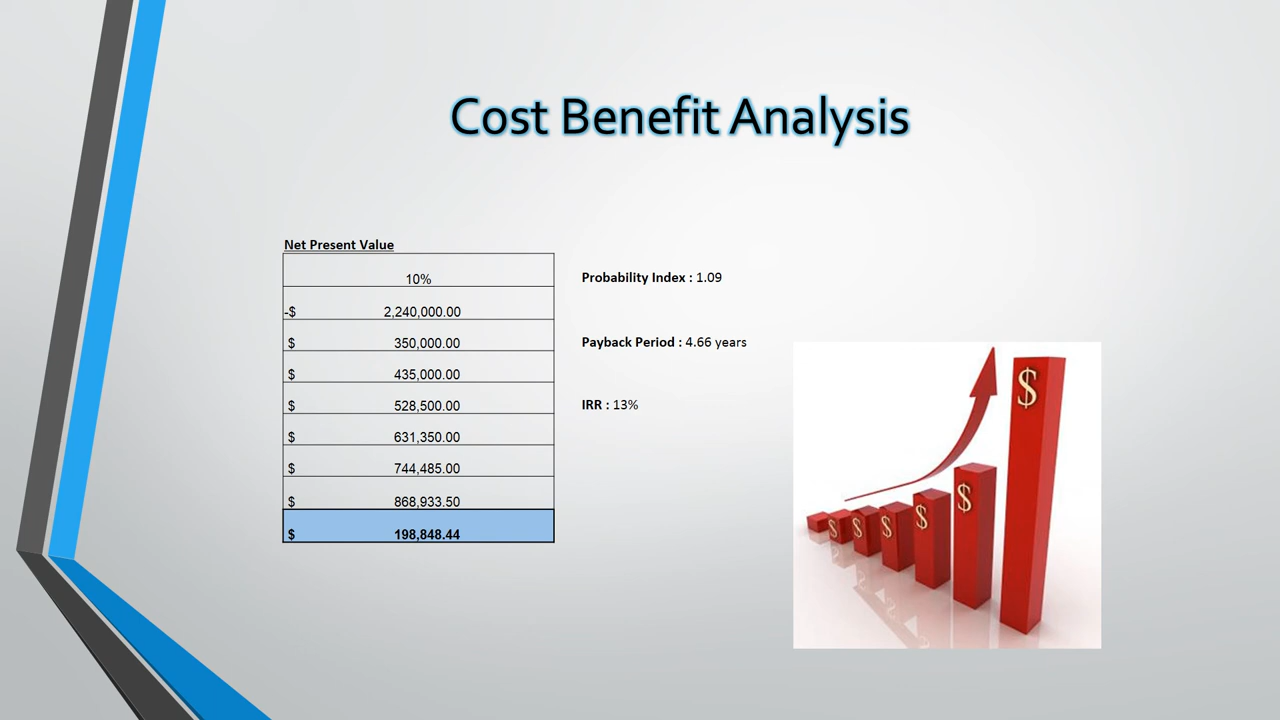 Cost Benefit Analysis
Net Present Value
10%
-$ 2,240,000.00
$ 350,000.00
$ 435,000.00
$ 528,500.00
$ 631,350.00
$ 744,485.00
$ 868,933.50
$ 198,848.44
Probability Index : 1.09
Payback Period : 4.66 years
IRR : 13%
$ $ $ $ $ $